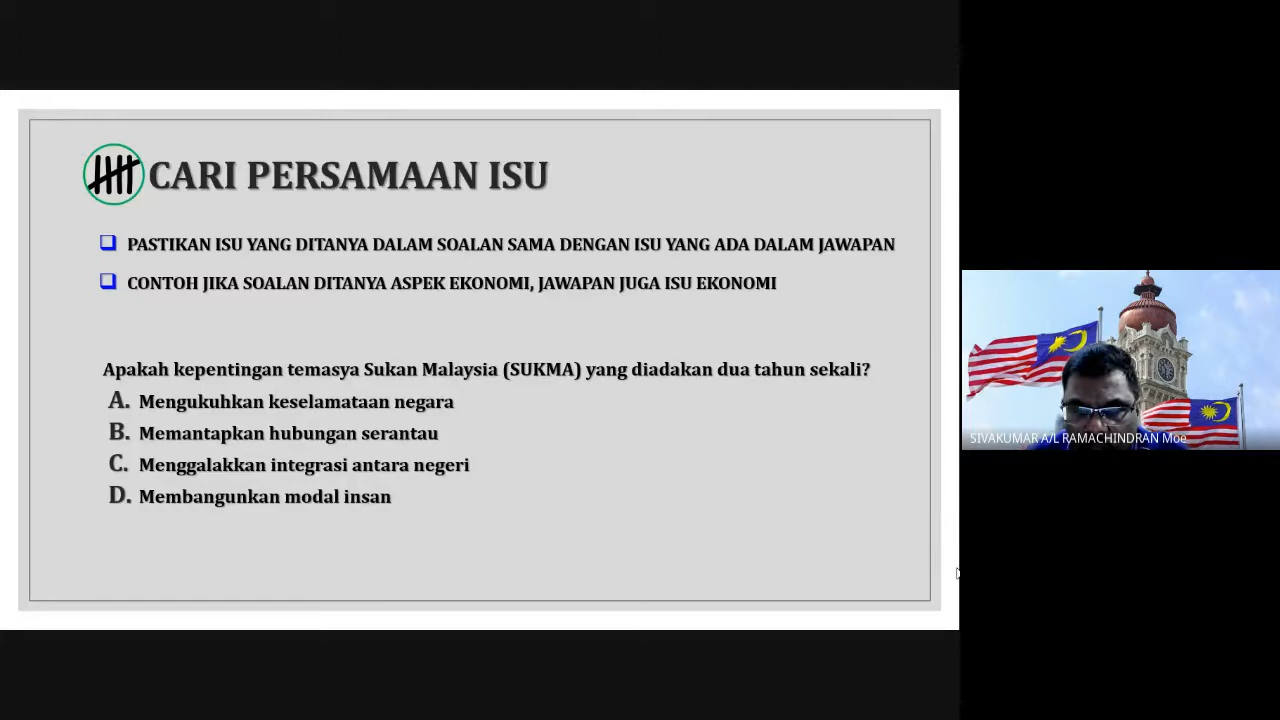 CARI PERSAMAAN ISU
PASTIKAN ISU YANG DITANYA DALAM SOALAN SAMA DENGAN ISU YANG ADA DALAM JAWAPAN
CONTOH JIKA SOALAN DITANYA ASPEK EKONOMI, JAWAPAN JUGA ISU EKONOMI
Apakah kepentingan temasya Sukan Malaysia (SUKMA) yang diadakan dua tahun sekali?
A. Mengukuhkan keselamataan negara
B. Memantapkan hubungan serantau
C. Menggalakkan integrasi antara negeri
D. Membangunkan modal insan
SIVAKUMAR A/L RAMACHINDRAN Moe